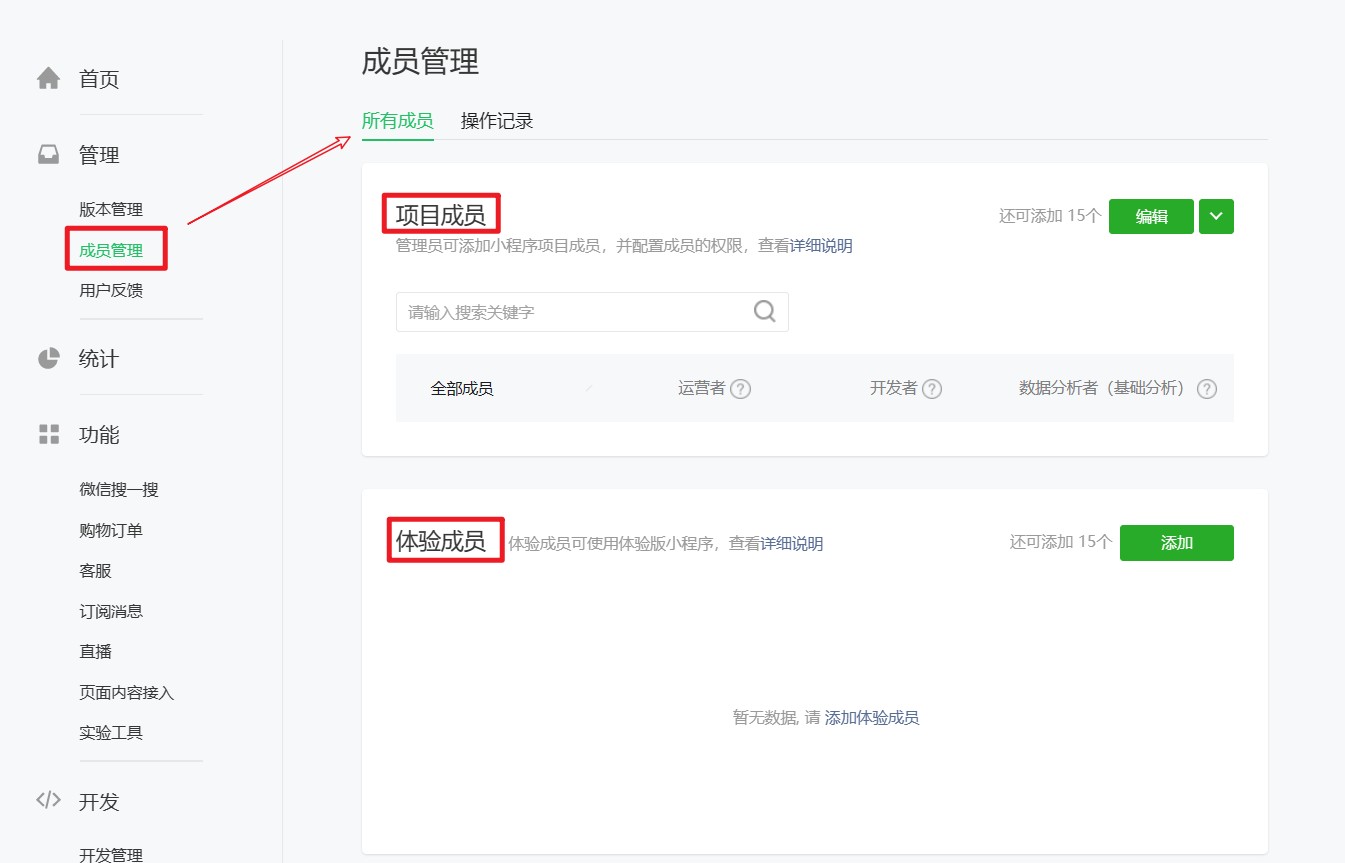 首页
管理
版本管理
成员管理
用户反馈
统计
功能
微信搜一搜
购物订单
客服
订阅消息
直播
页面内容接入
实验工具
开发
开发管理
成员管理
所有成员 操作记录
项目成员 还可添加 15个 编辑
管理员可添加小程序项目成员，并配置成员的权限，查看详细说明
请输入搜索关键字
全部成员 运营者 ? 开发者 ? 数据分析者（基础分析） ?
体验成员 体验成员可使用体验版小程序，查看详细说明 还可添加 15个 添加
暂无数据, 请 添加体验成员